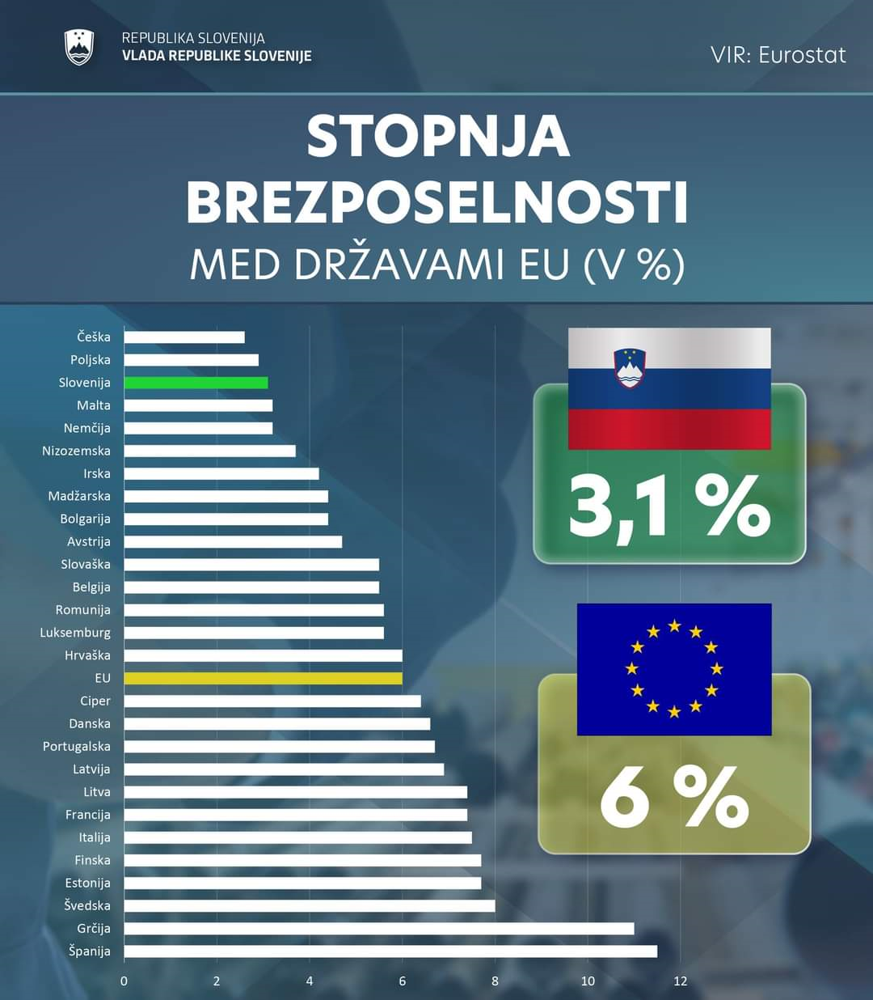 REPUBLIKA SLOVENIJA
VLADA REPUBLIKE SLOVENIJE
VIR: Eurostat
STOPNJA
BREZPOSELNOSTI
MED DRŽAVAMI EU (V %)
Češka
Poljska
Slovenija
Malta
Nemčija
Nizozemska
Irska
Madžarska
Bolgarija
Avstrija
Slovaška
Belgija
Romunija
Luksemburg
Hrvaška
EU
Ciper
Danska
Portugalska
Latvija
Litva
Francija
Italija
Finska
Estonija
Švedska
Grčija
Španija
0 2 4 6 8 10 12
3,1 %
6 %